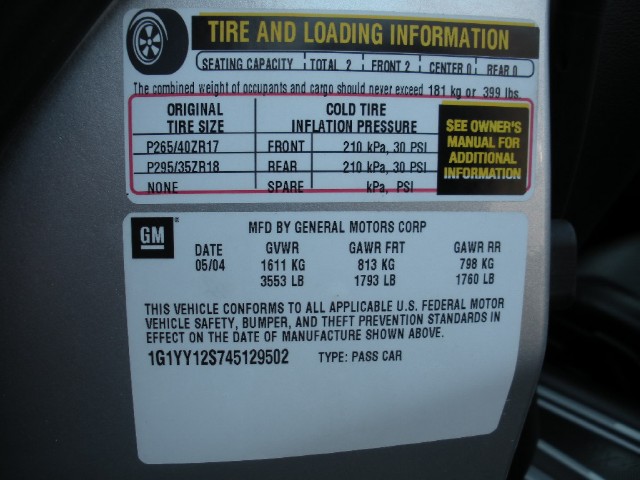 TIRE AND LOADING INFORMATION
SEATING CAPACITY TOTAL 2 FRONT 2 CENTER 0 REAR 0
The combined weight of occupants and cargo should never exceed 181 kg or 399 lbs.
ORIGINAL TIRE SIZE COLD TIRE INFLATION PRESSURE
P265/40ZR17 FRONT 210 kPa, 30 PSI
P295/35ZR18 REAR 210 kPa, 30 PSI
NONE SPARE kPa, PSI
SEE OWNER'S
MANUAL FOR
ADDITIONAL
INFORMATION
GM
MFD BY GENERAL MOTORS CORP
DATE GVWR GAWR FRT GAWR RR
05/04 1611 KG 813 KG 798 KG
3553 LB 1793 LB 1760 LB
THIS VEHICLE CONFORMS TO ALL APPLICABLE U.S. FEDERAL MOTOR
VEHICLE SAFETY, BUMPER, AND THEFT PREVENTION STANDARDS IN
EFFECT ON THE DATE OF MANUFACTURE SHOWN ABOVE.
1G1YY12S745129502 TYPE: PASS CAR